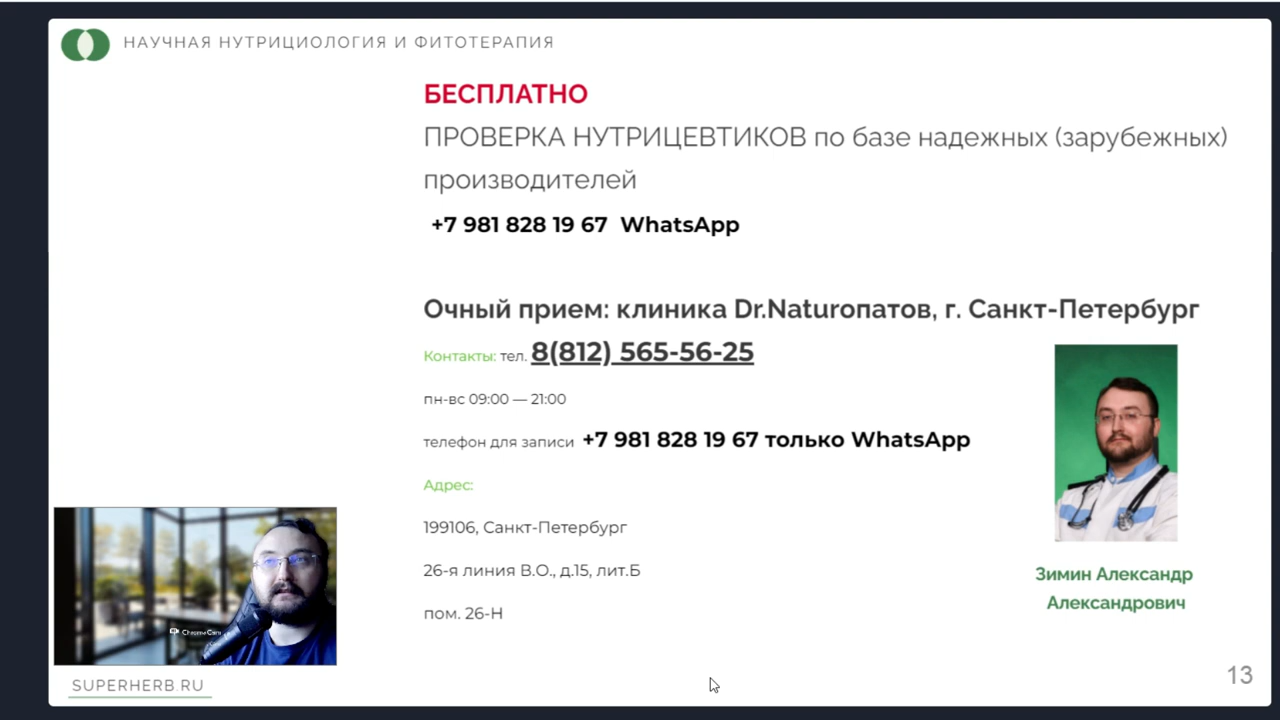 НАУЧНАЯ НУТРИЦИОЛОГИЯ И ФИТОТЕРАПИЯ
БЕСПЛАТНО
ПРОВЕРКА НУТРИЦЕВТИКОВ по базе надежных (зарубежных)
производителей
+7 981 828 19 67 WhatsApp
Очный прием: клиника Dr.Naturoпатов, г. Санкт-Петербург
Контакты: тел. 8(812) 565-56-25
пн-вс 09:00 — 21:00
телефон для записи +7 981 828 19 67 только WhatsApp
Адрес:
199106, Санкт-Петербург
26-я линия В.О., д.15, лит.Б
пом. 26-Н
Зимин Александр
Александрович
SUPERHERB.RU
13